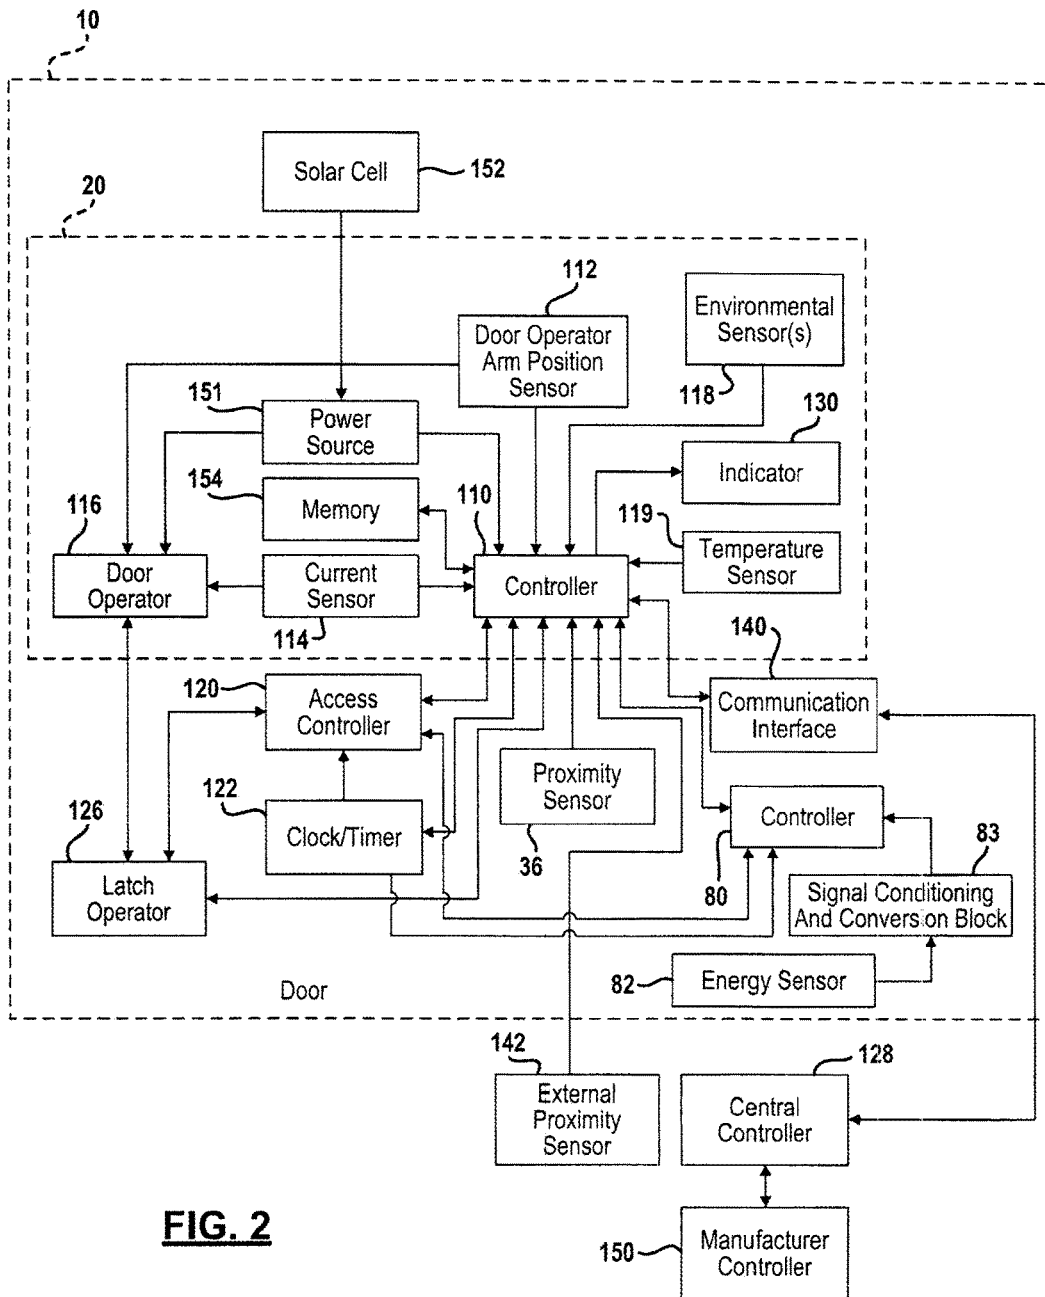 10
Solar Cell
152
20
112
Door Operator
Arm Position
Sensor
Environmental
Sensor(s)
118
151
Power
Source
130
Indicator
154
Memory
110
116
Door
Operator
Current
Sensor
114
Controller
119
Temperature
Sensor
140
Communication
Interface
120
Access
Controller
122
Clock/Timer
Proximity
Sensor
36
Controller
80
83
Signal Conditioning
And Convers on Block
126
Latch
Operator
82
Energy Sensor
Door
142
External
Proximity
Sensor
128
Central
Controller
150
Manufacturer
Controller
FIG. 2